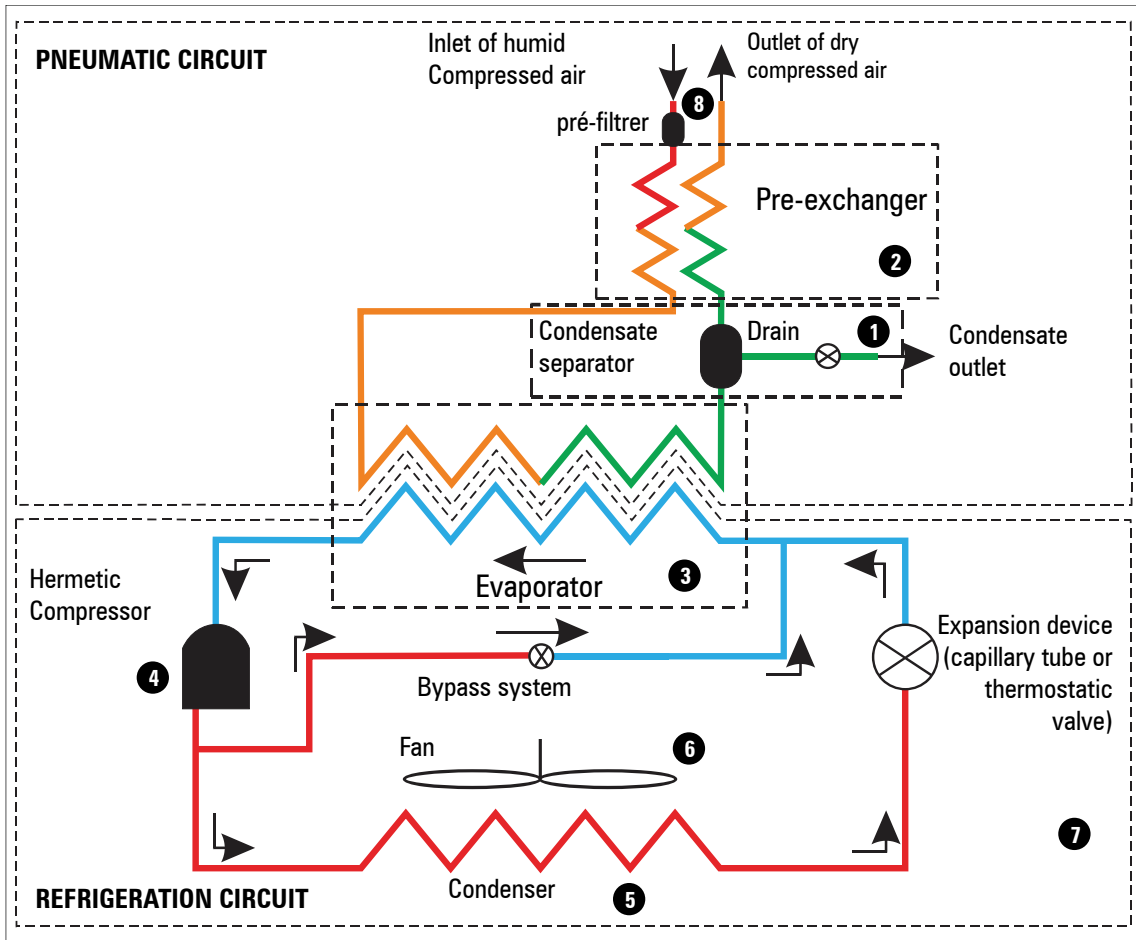 PNEUMATIC CIRCUIT
Inlet of humid
Compressed air
Outlet of dry
compressed air
8
pré-filtrer
Pre-exchanger
2
Condensate
separator
Drain
1
Condensate
outlet
3
Evaporator
Hermetic
Compressor
4
Bypass system
Expansion device
(capillary tube or
thermostatic
valve)
Fan
6
7
Condenser
5
REFRIGERATION CIRCUIT